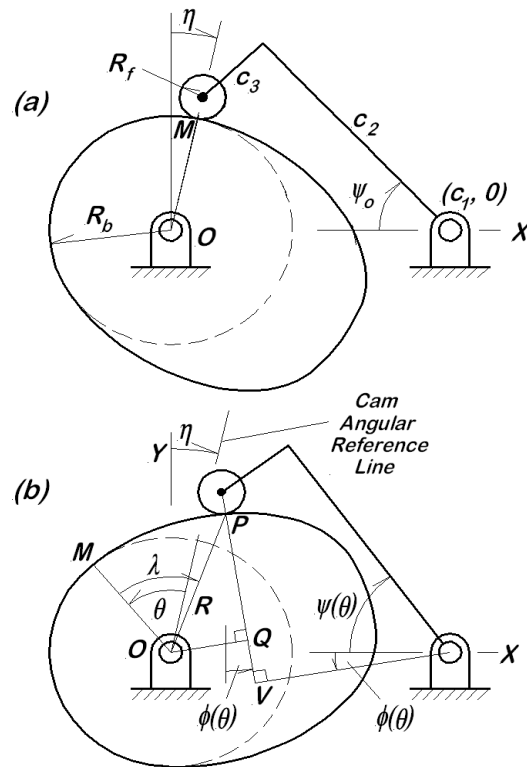 η
R_f
(a)
c_3
M
c_2
(c_1, 0)
ψ_o
R_b
O
X
Cam
Angular
Reference
Line
η
Y
(b)
P
M
λ
θ
R
ψ(θ)
O
Q
X
V
φ(θ)
φ(θ)